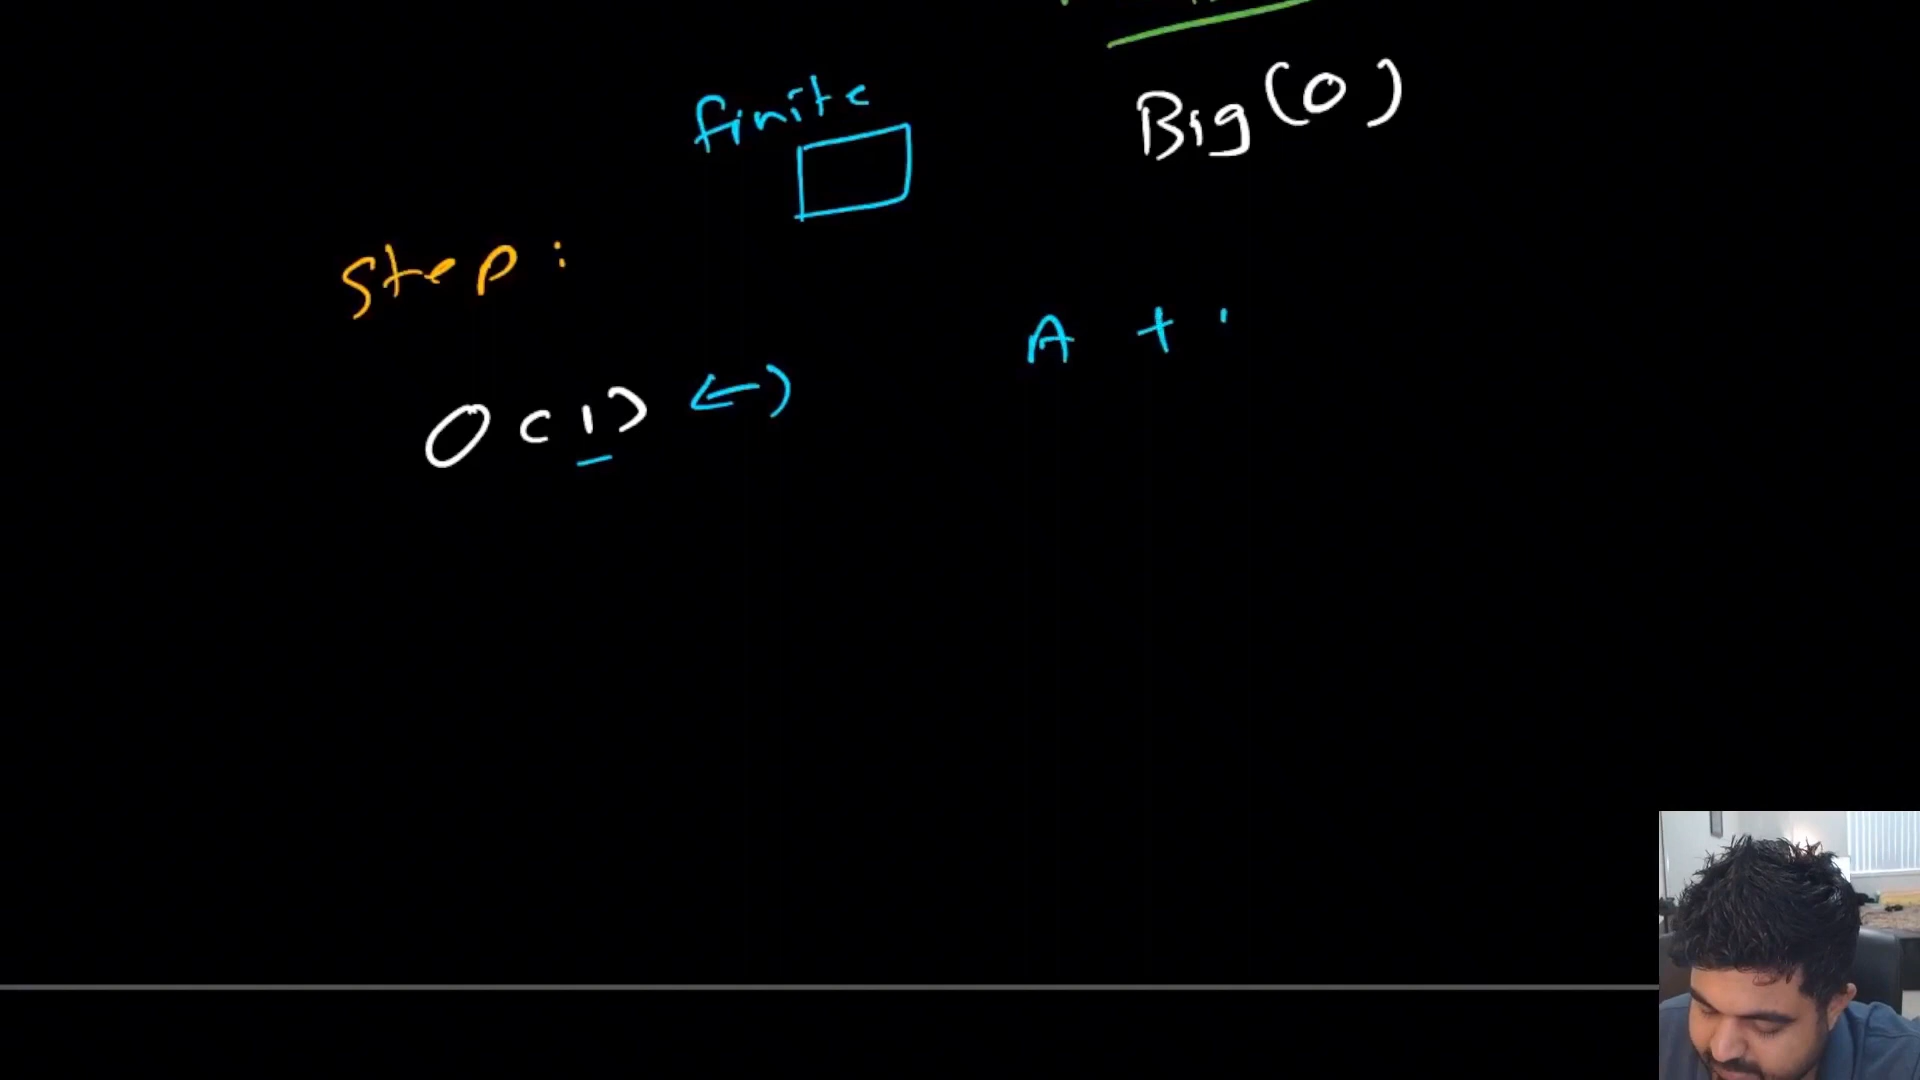 finite
Big(O)
Step:
A +
O(1) ↔